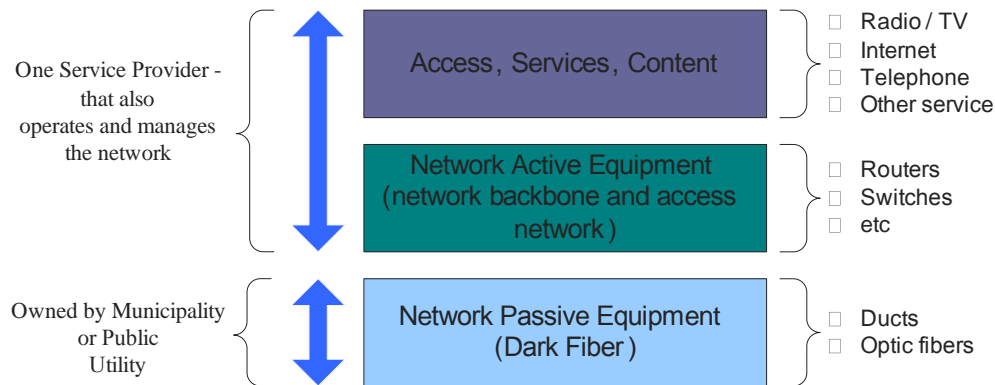 One Service Provider -
that also
operates and manages
the network
Access, Services, Content
Radio / TV
Internet
Telephone
Other service
Network Active Equipment
(network backbone and access
network)
Routers
Switches
etc
Owned by Municipality
or Public
Utility
Network Passive Equipment
(Dark Fiber)
Ducts
Optic fibers